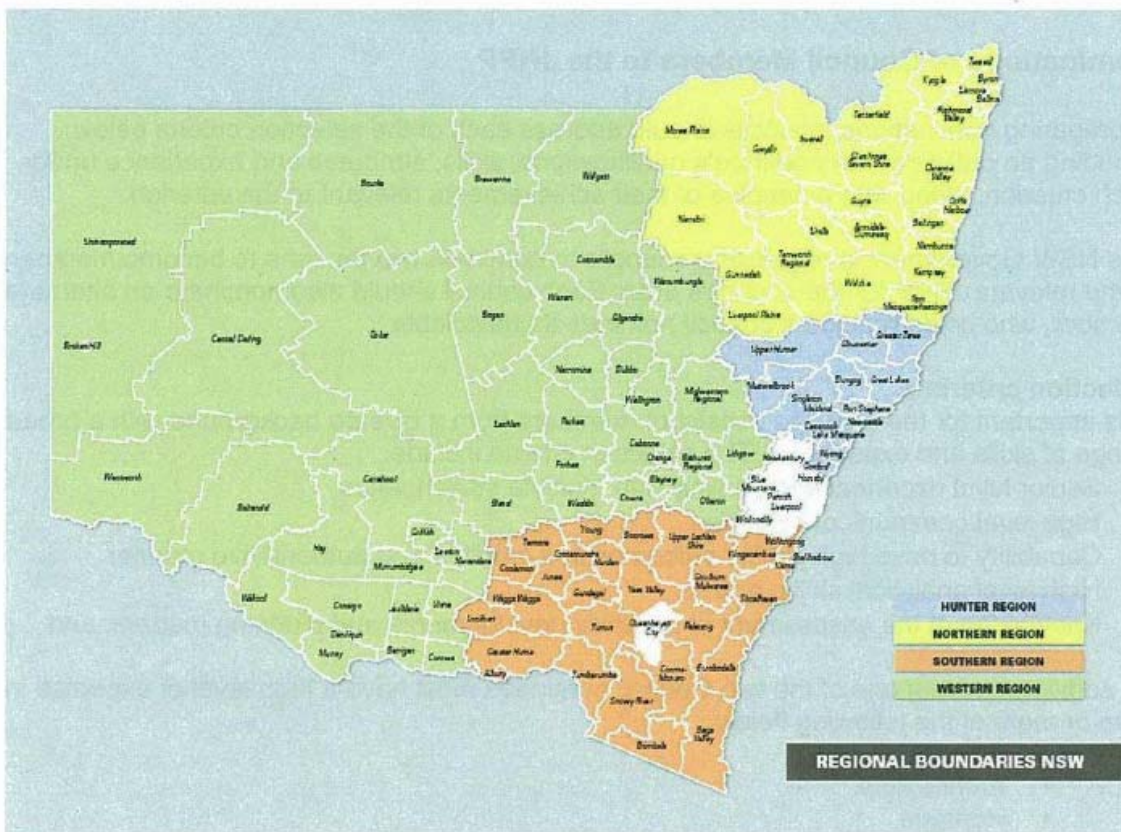 Tweed
Kyogle
Byron
Lismore
Ballina
Tenterfield
Richmond
Valley
Moree Plains
Inverell
Gwydir
Glen Innes
Severn Shire
Clarence
Valley
Bourke
Brewarrina
Walgett
Guyra
Coffs
Harbour
Narrabri
Uralla
Armidale
Dumaresq
Bellingen
Unincorporated
Nambucca
Coonamble
Tamworth
Regional
Kempsey
Gunnedah
Walcha
Warrumbungle
Port
Macquarie-Hastings
Warren
Liverpool Plains
Bogan
Gilgandra
Central Darling
Cobar
Greater Taree
Broken Hill
Upper Hunter
Gloucester
Narromine
Dubbo
Dungog
Great Lakes
Muswellbrook
Midwestern
Regional
Singleton
Wellington
Maitland
Port Stephens
Lachlan
Parkes
Cessnock
Newcastle
Lake Macquarie
Cabonne
Wyong
Orange
Bathurst
Regional
Lithgow
Hawkesbury
Forbes
Gosford
Wentworth
Blayney
Blue
Mountains
Hornsby
Carrathool
Penrith
Balranald
Bland
Weddin
Cowra
Oberon
Liverpool
Wollondilly
Griffith
Young
Boorowa
Upper Lachlan
Shire
Wollongong
Hay
Leeton
Temora
Wingecarribee
Shellharbour
Narrandera
Cootamundra
Harden
Kiama
Murrumbidgee
Coolamon
Junee
Goulburn
Mulwaree
Yass Valley
Wakool
Wagga Wagga
Gundagai
Shoalhaven
Conargo
Jerilderie
Urana
Lockhart
HUNTER REGION
Queanbeyan
City
Palerang
Tumut
Deniliquin
NORTHERN REGION
Greater Hume
Murray
Berrigan
Corowa
SOUTHERN REGION
Cooma-
Monaro
Eurobodalla
Albury
Tumbarumba
WESTERN REGION
Snowy River
Bega
Valley
Bombala
REGIONAL BOUNDARIES NSW